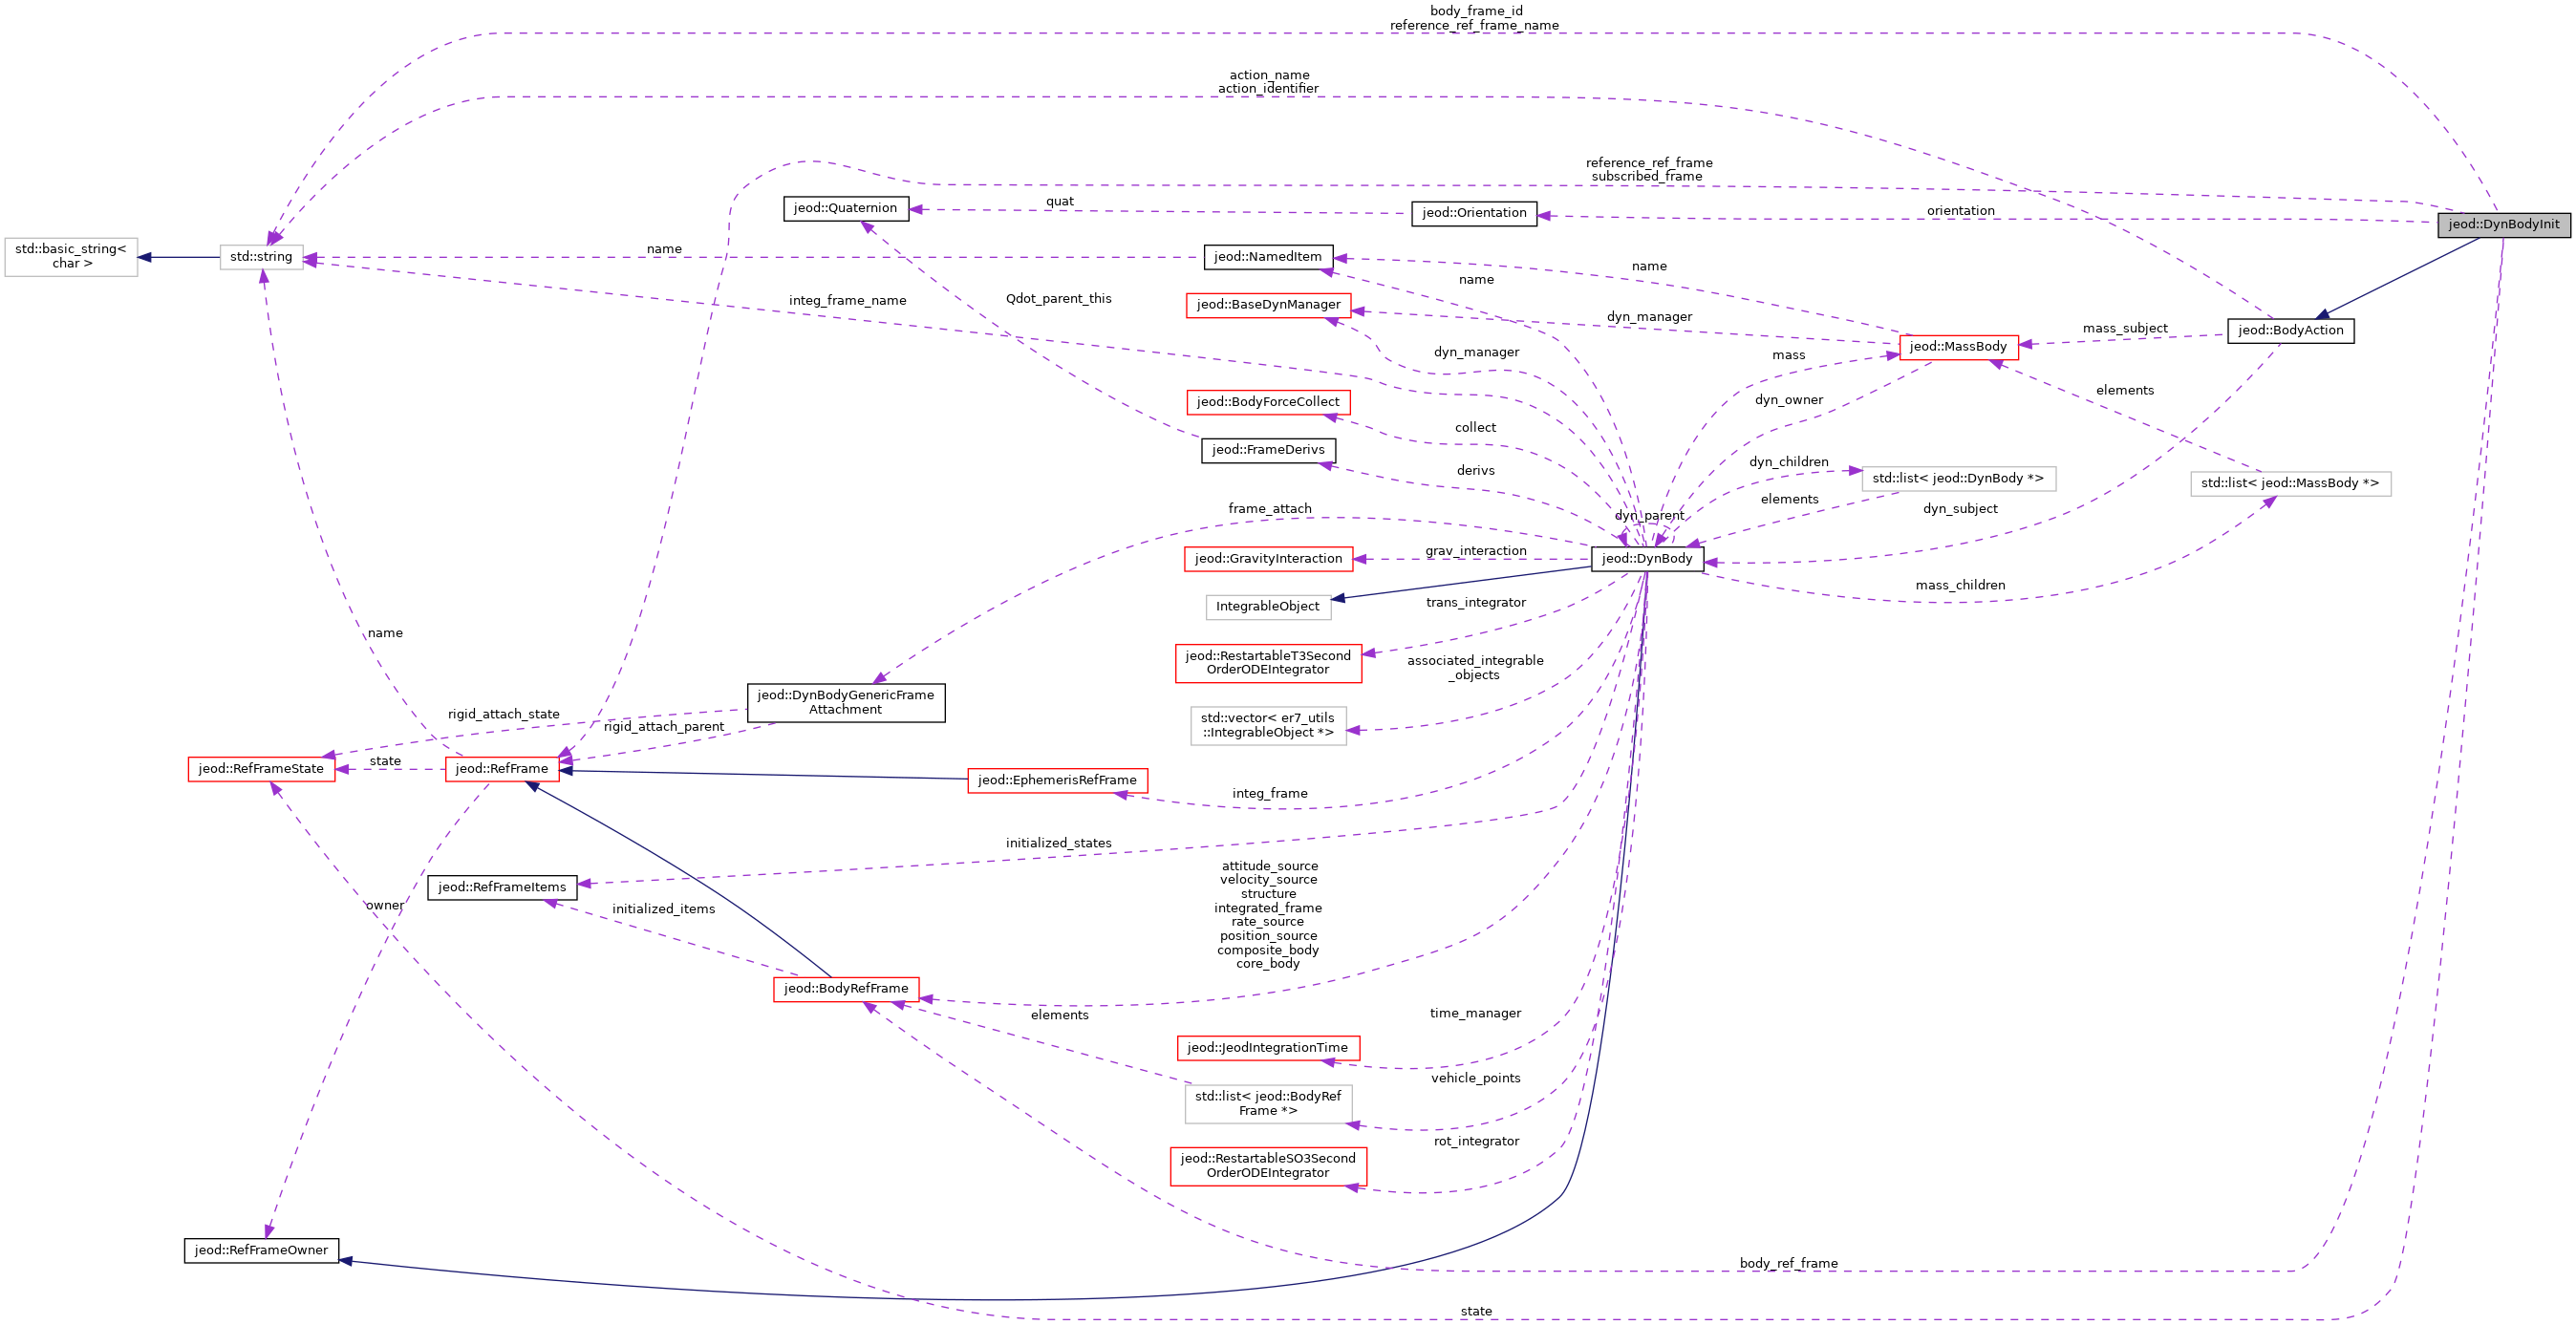 body_frame_id
reference_ref_frame_name
action_name
action_identifier
reference_ref_frame
subscribed_frame
jeod::Quaternion
quat
jeod::Orientation
orientation
jeod::DynBodyInit
std::basic_string<
char >
std::string
name
jeod::NamedItem
name
name
integ_frame_name
Qdot_parent_this
jeod::BaseDynManager
dyn_manager
mass_subject
jeod::BodyAction
dyn_manager
mass
jeod::MassBody
elements
jeod::BodyForceCollect
collect
dyn_owner
jeod::FrameDerivs
derivs
dyn_children
std::list< jeod::DynBody *>
std::list< jeod::MassBody *>
elements
frame_attach
dyn_parent
dyn_subject
jeod::GravityInteraction
grav_interaction
jeod::DynBody
mass_children
IntegrableObject
trans_integrator
name
jeod::RestartableT3Second
OrderODEIntegrator
associated_integrable
_objects
jeod::DynBodyGenericFrame
Attachment
rigid_attach_state
rigid_attach_parent
std::vector< er7_utils
::IntegrableObject *>
jeod::RefFrameState
state
jeod::RefFrame
jeod::EphemerisRefFrame
integ_frame
initialized_states
jeod::RefFrameItems
owner
initialized_items
attitude_source
velocity_source
structure
integrated_frame
rate_source
position_source
composite_body
core_body
jeod::BodyRefFrame
elements
time_manager
jeod::JeodIntegrationTime
vehicle_points
std::list< jeod::BodyRef
Frame *>
rot_integrator
jeod::RestartableSO3Second
OrderODEIntegrator
jeod::RefFrameOwner
body_ref_frame
state